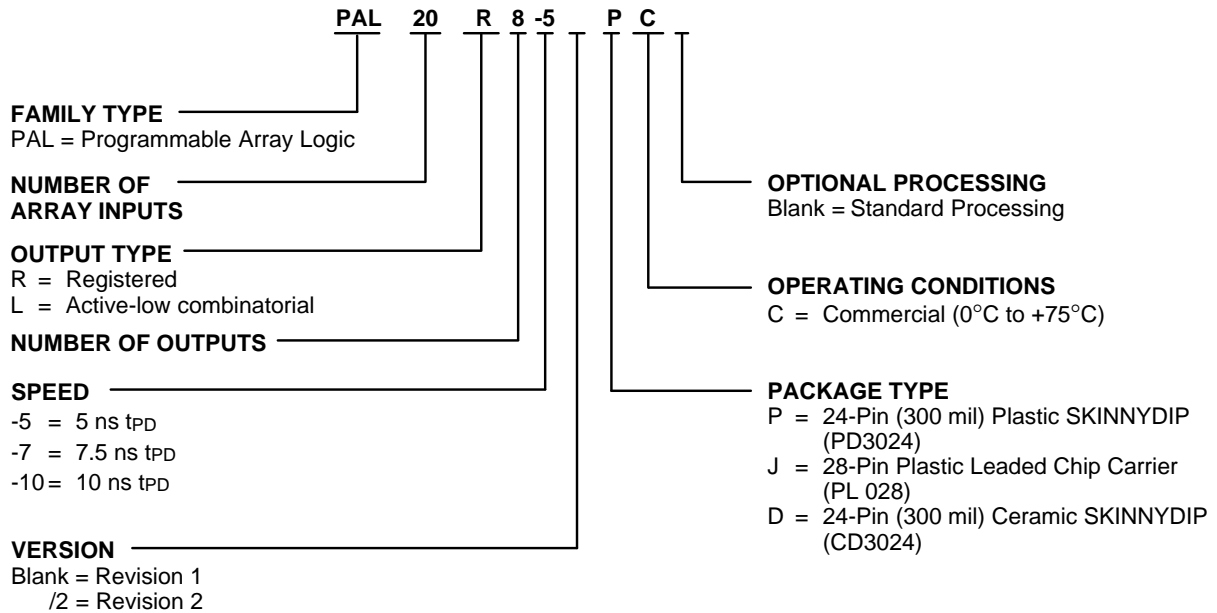 PAL 20 R 8 -5 P C
FAMILY TYPE
PAL = Programmable Array Logic
NUMBER OF
ARRAY INPUTS
OUTPUT TYPE
R = Registered
L = Active-low combinatorial
NUMBER OF OUTPUTS
SPEED
-5 = 5 ns tPD
-7 = 7.5 ns tPD
-10 = 10 ns tPD
VERSION
Blank = Revision 1
/2 = Revision 2
OPTIONAL PROCESSING
Blank = Standard Processing
OPERATING CONDITIONS
C = Commercial (0°C to +75°C)
PACKAGE TYPE
P = 24-Pin (300 mil) Plastic SKINNYDIP
(PD3024)
J = 28-Pin Plastic Leaded Chip Carrier
(PL 028)
D = 24-Pin (300 mil) Ceramic SKINNYDIP
(CD3024)